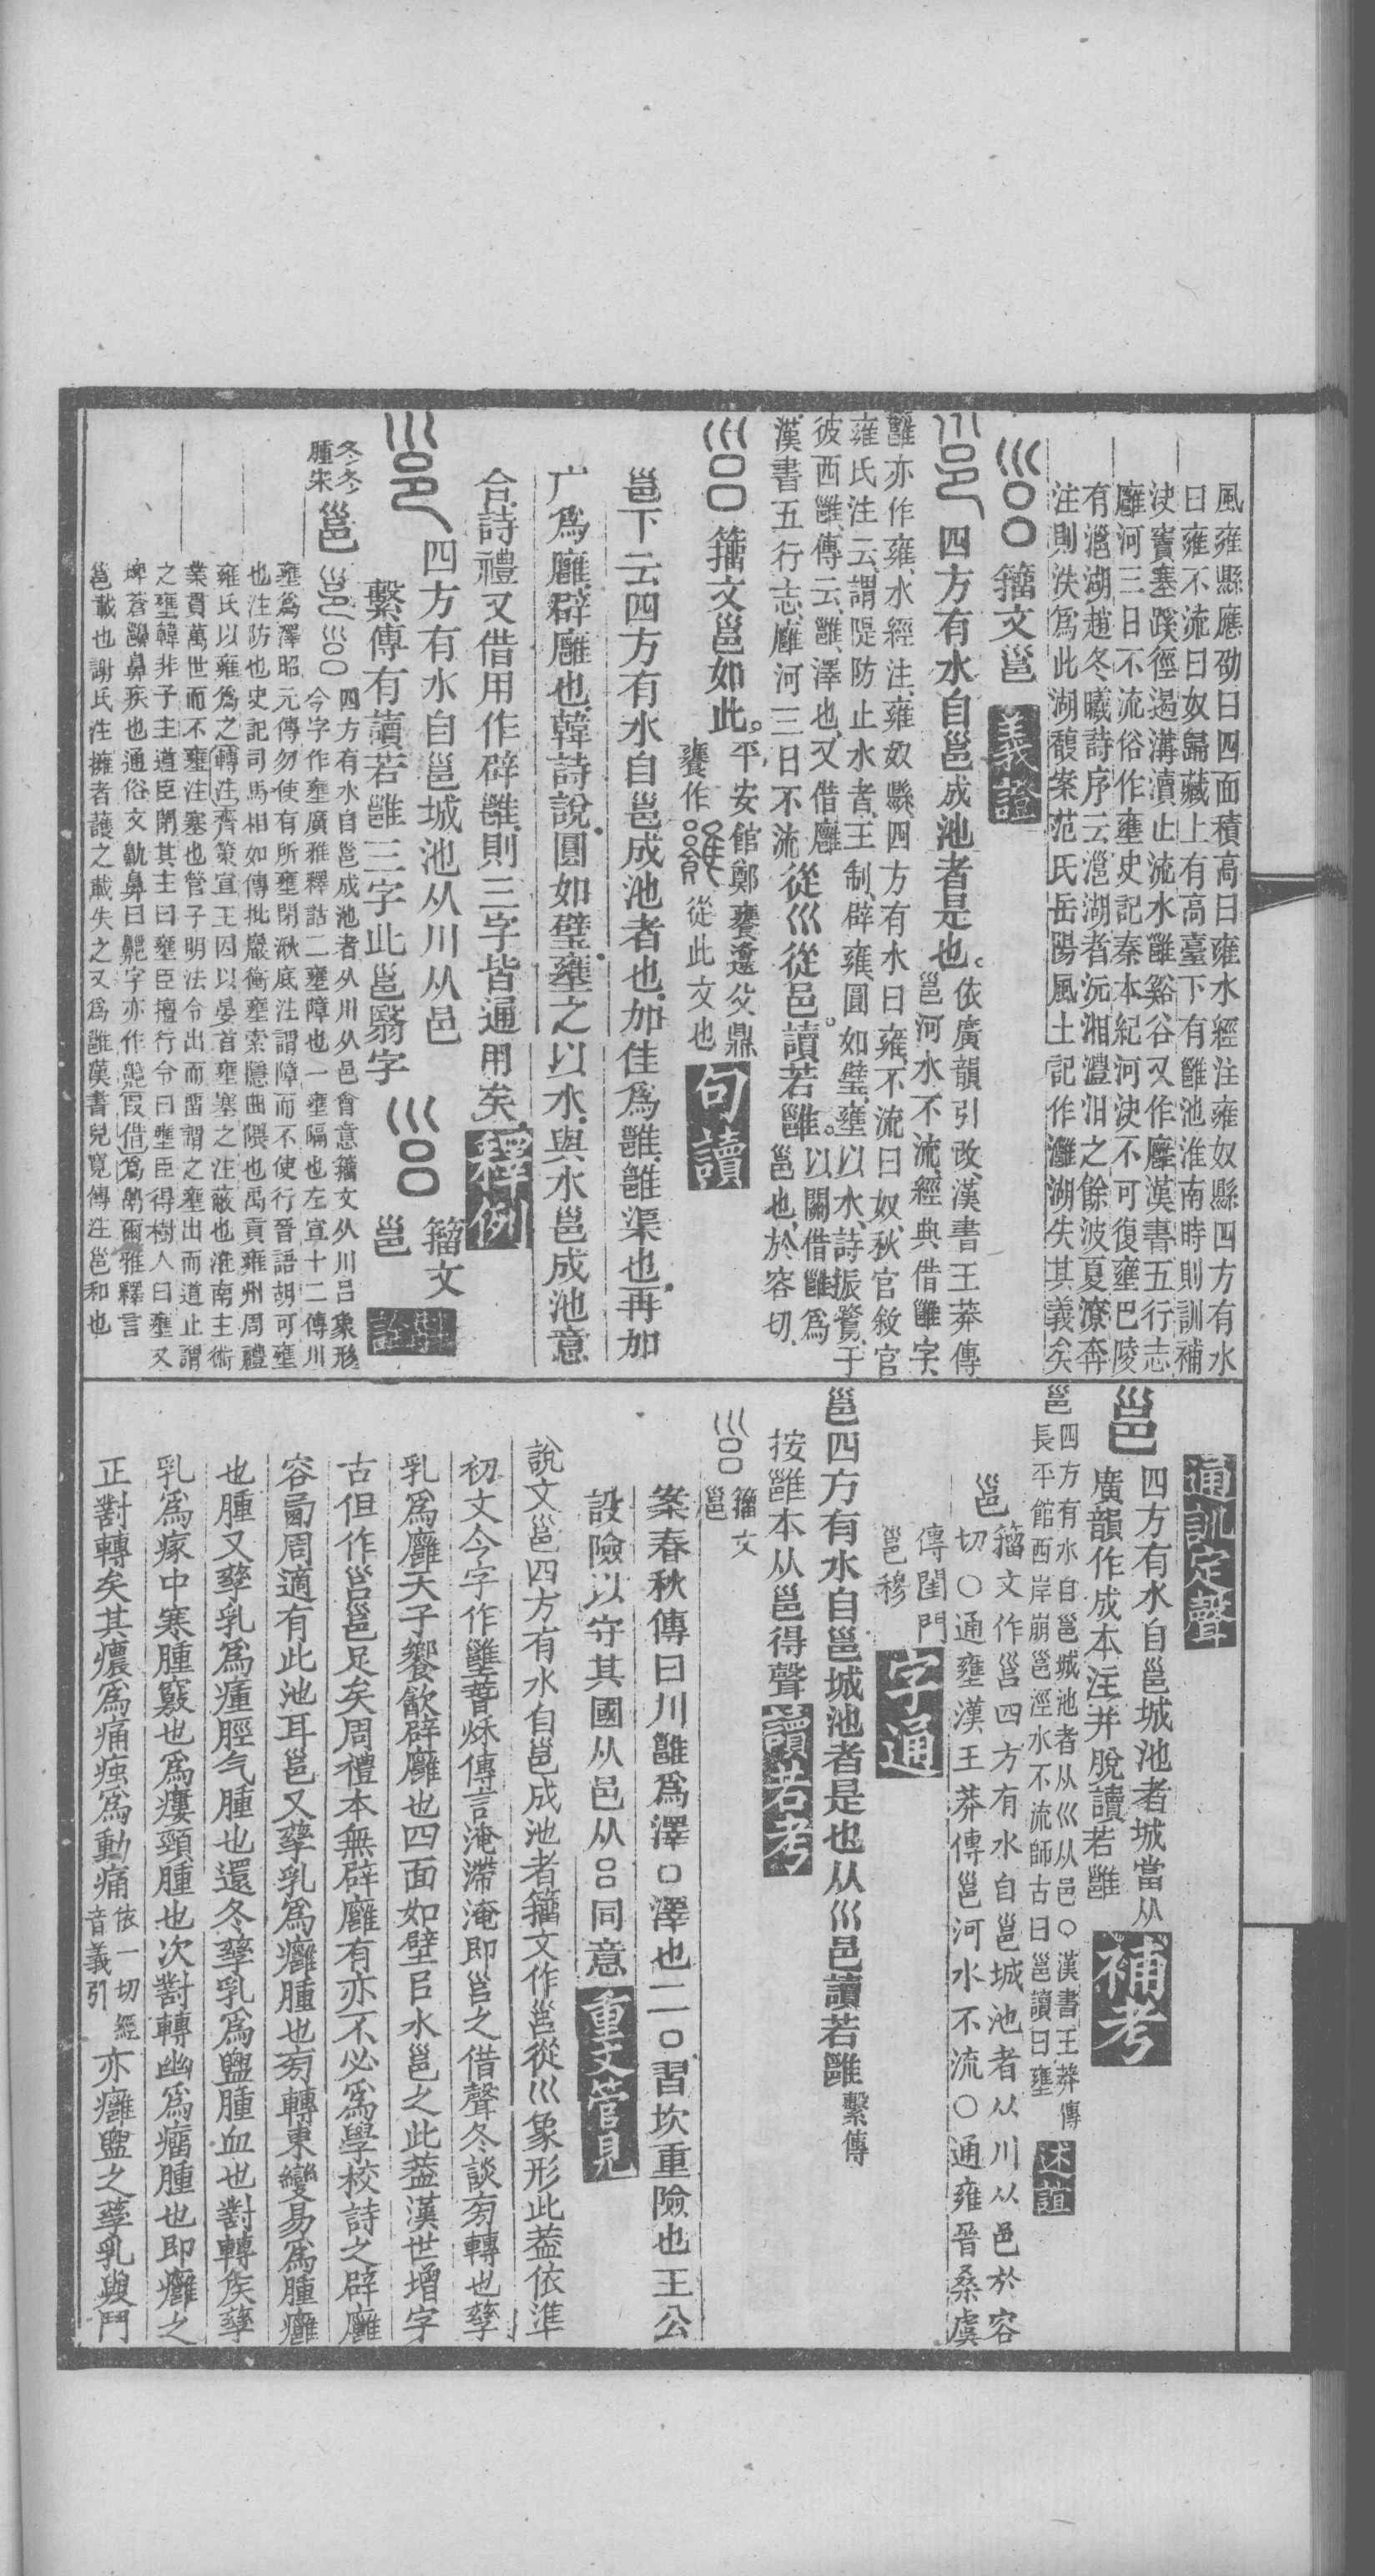 風雍縣應劭曰四面積高曰雍水經注雍奴縣四方有水
曰雍不流曰奴歸藏上有高臺下有雝池淮南時則訓補
決竇塞蹊徑遏溝瀆止流水雝谿谷又作廱漢書五行志
廱河三日不流俗作壅史記秦本紀河決不可復壅巴陵
有灉湖趙冬曦詩序云灉湖者沅湘澧汨之餘波夏潦奔
注則泆爲此湖馥案范氏岳陽風土記作灉湖失其義矣
籀文邕 義證
四方有水自邕成池者是也。依廣韻引改、漢書王莽傳
邕河水不流、經典借雝字、
雝亦作雍、水經注、雍奴縣、四方有水曰雍、不流曰奴、秋官敘官
雍氏注云、謂隄防止水者、王制、辟雍、圜如璧、壅以水、詩振鷺、于
彼西雝、傳云雝、澤也、又借廱
漢書五行志、廱河三日不流 從巛從邑。讀若雝。以關借雝爲
邕也、於容切、
籀文邕如此。平安館鄭饔邍父鼎
饔作 從此文也 句讀
邕下云四方有水自邕成池者也、加隹爲雝、雝渠也、再加
广爲廱、辟廱也、韓詩說、圓如璧、壅之以水、與水邕成池意
合、詩禮又借用作辟雝、則三字皆通用矣、釋例
四方有水自邕城池从川从邑
繫傳有讀若雝三字此邕翳字 籀文
邕 斠詮
邕 四方有水自邕成池者从川从邑會意籀文从川呂象形
今字作壅廣雅釋詁二壅障也一壅隔也左宣十二傳川
雍爲澤昭元傳勿使有所壅閉湫底注謂障而不使行晉語胡可壅
也注防也史記司馬相如傳批巖衝壅索隱曲隈也禹貢雍州周禮
雍氏以雍爲之轉注齊策宣王因以晏首壅塞之注蔽也淮南主術
業貫萬世而不壅注塞也管子明法令出而畱謂之壅出而道止謂
之壅韓非子主道臣閉其主曰壅臣擅行令曰壅臣得樹人曰壅又
埤蒼齆鼻疾也通俗文鼽鼻曰齆字亦作 假借爲 爾雅釋言
邕載也謝氏注擁者護之載失之又爲雝漢書兒寬傳注邕和也
通訓定聲
邕 四方有水自邕城池者城當从
廣韻作成本注井脫讀若雝 補考
邕 四方有水自邕城池者从巛从邑○漢書王莽傳
長平館西岸崩邕涇水不流師古曰邕讀曰壅 述誼
邕 籀文作邕四方有水自邕城池者从川从邑於容
切○通壅漢王莽傳邕河水不流○通雍晉桑虞
傳閨門
邕穆 字通
邕四方有水自邕城池者是也从巛邑讀若雝 繫傳
按雝本从邕得聲 讀若考
籀文
邕
案春秋傳曰川雝爲澤○澤也二○習坎重險也王公
設險以守其國从邑从吕同意 重文管見
說文邕四方有水自邕成池者籀文作邕從巛象形此葢依準
初文今字作壅 傳言淹滯淹即邕之借聲冬談旁轉也孳
乳爲廱天子饗飮辟廱也四面如壁㠯水邕之此葢漢世增字
古但作邕邕足矣周禮本無辟廱有亦不必爲學校詩之辟廱
容 周適有此池耳邕又孳乳爲癰腫也旁轉東變易爲腫癰
也腫又孳乳爲瘇脛气腫也還冬孳乳爲盥腫血也對轉矦孳
乳爲瘃中寒腫竅也爲瘻頸腫也次對轉幽爲瘤腫也即癰之
正對轉矣其癑爲痛㾂爲動痛 依一切經
音義引 亦癰盥之孳乳與鬥